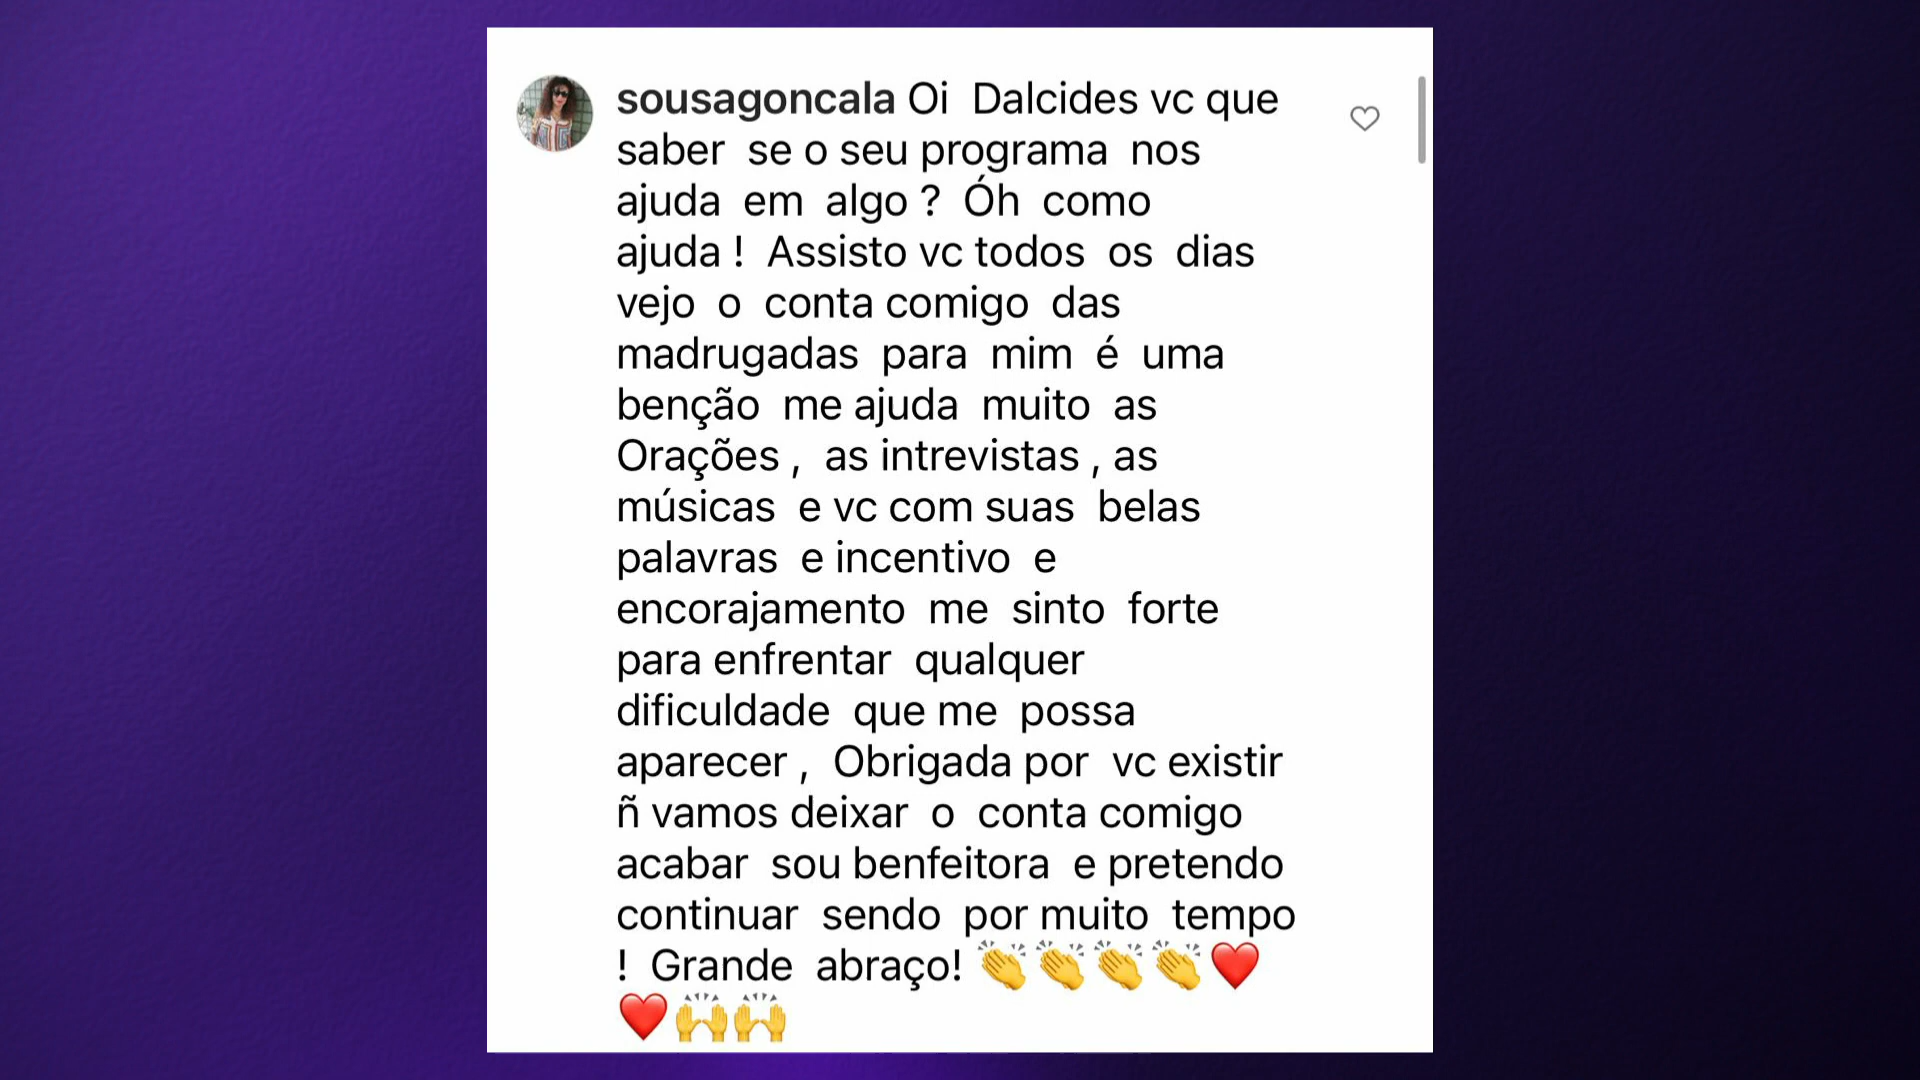 sousagoncala Oi Dalcides vc que
saber se o seu programa nos
ajuda em algo ? Óh como
ajuda ! Assisto vc todos os dias
vejo o conta comigo das
madrugadas para mim é uma
benção me ajuda muito as
Orações , as intrevistas , as
músicas e vc com suas belas
palavras e incentivo e
encorajamento me sinto forte
para enfrentar qualquer
dificuldade que me possa
aparecer , Obrigada por vc existir
ñ vamos deixar o conta comigo
acabar sou benfeitora e pretendo
continuar sendo por muito tempo
! Grande abraço! 👏👏👏👏❤️
❤️🙌🙌